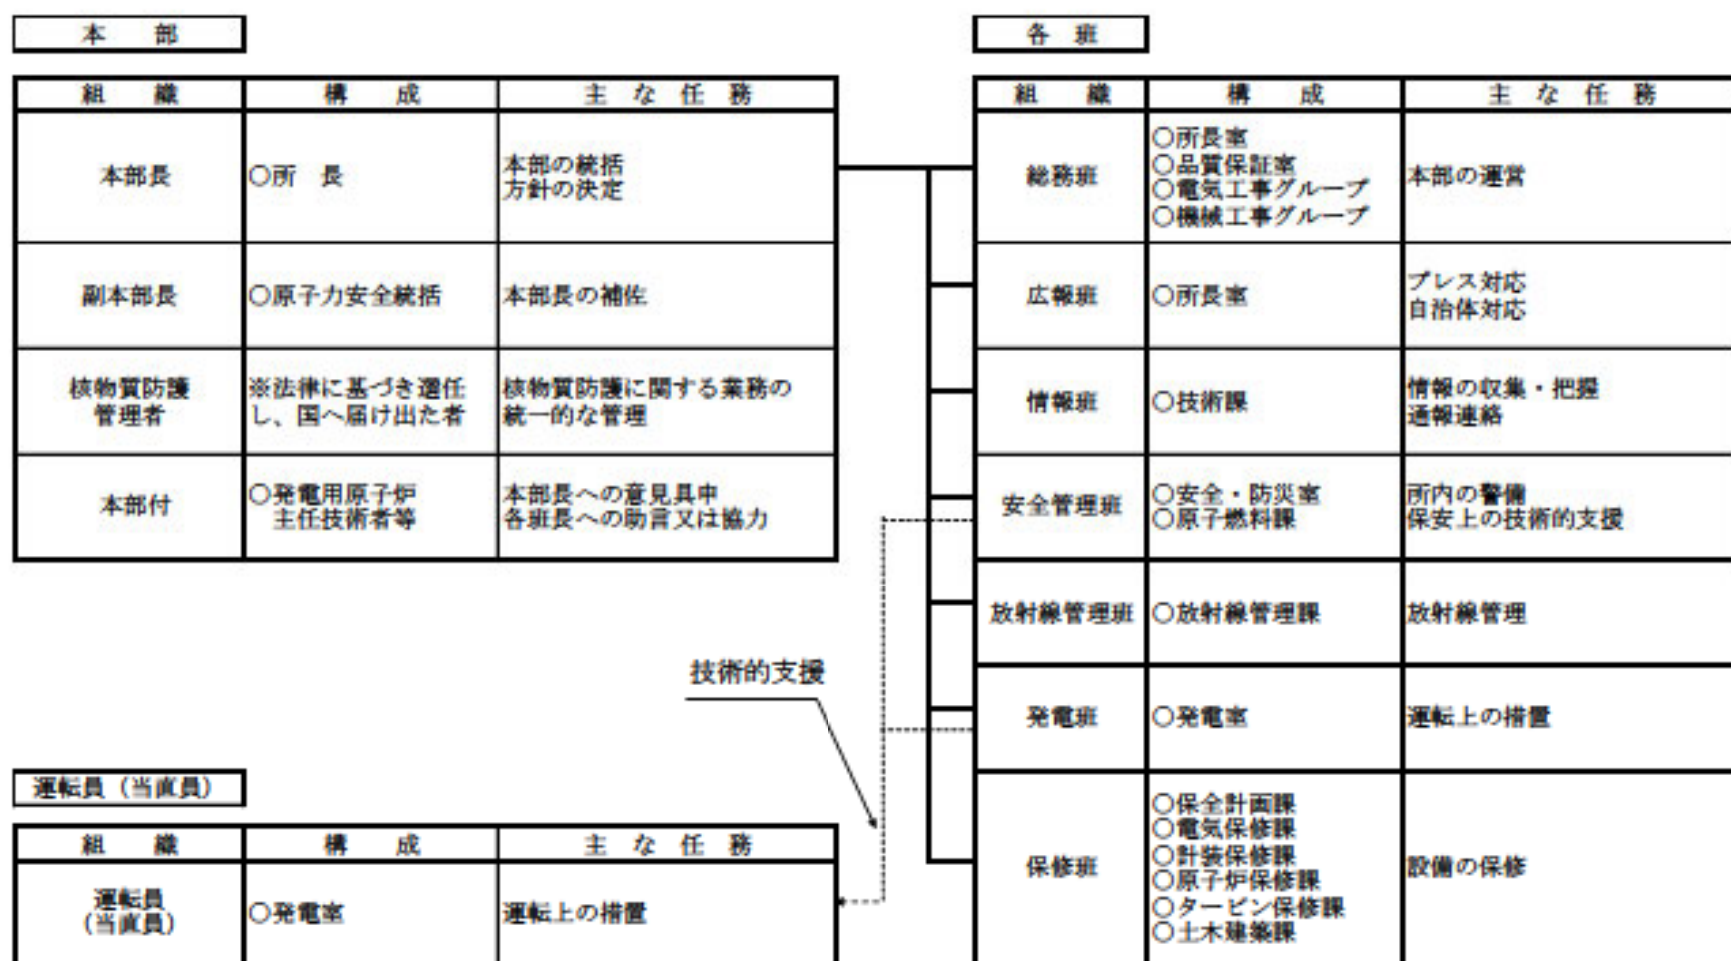 本　部
組　織　構　成　主 な 任 務
本部長　○所　長　本部の統括
方針の決定
副本部長　○原子力安全統括　本部長の補佐
核物質防護　※法律に基づき選任　核物質防護に関する業務の
管理者　し、国へ届け出た者　統一的な管理
本部付　○発電用原子炉　本部長への意見具申
主任技術者等　各班長への助言又は協力
各　班
組　織　構　成　主 な 任 務
総務班　○所長室　本部の運営
○品質保証室
○電気工事グループ
○機械工事グループ
広報班　○所長室　プレス対応
自治体対応
情報班　○技術課　情報の収集・把握
通報連絡
安全管理班　○安全・防災室　所内の警備
○原子燃料課　保安上の技術的支援
放射線管理班　○放射線管理課　放射線管理
発電班　○発電室　運転上の措置
保修班　○保全計画課　設備の保修
○電気保修課
○計装保修課
○原子炉保修課
○タービン保修課
○土木建築課
技術的支援
運転員（当直員）
組　織　構　成　主 な 任 務
運転員　○発電室　運転上の措置
（当直員）